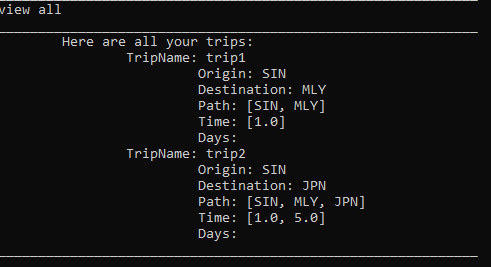 view all
Here are all your trips:
TripName: trip1
Origin: SIN
Destination: MLY
Path: [SIN, MLY]
Time: [1.0]
Days:
TripName: trip2
Origin: SIN
Destination: JPN
Path: [SIN, MLY, JPN]
Time: [1.0, 5.0]
Days: